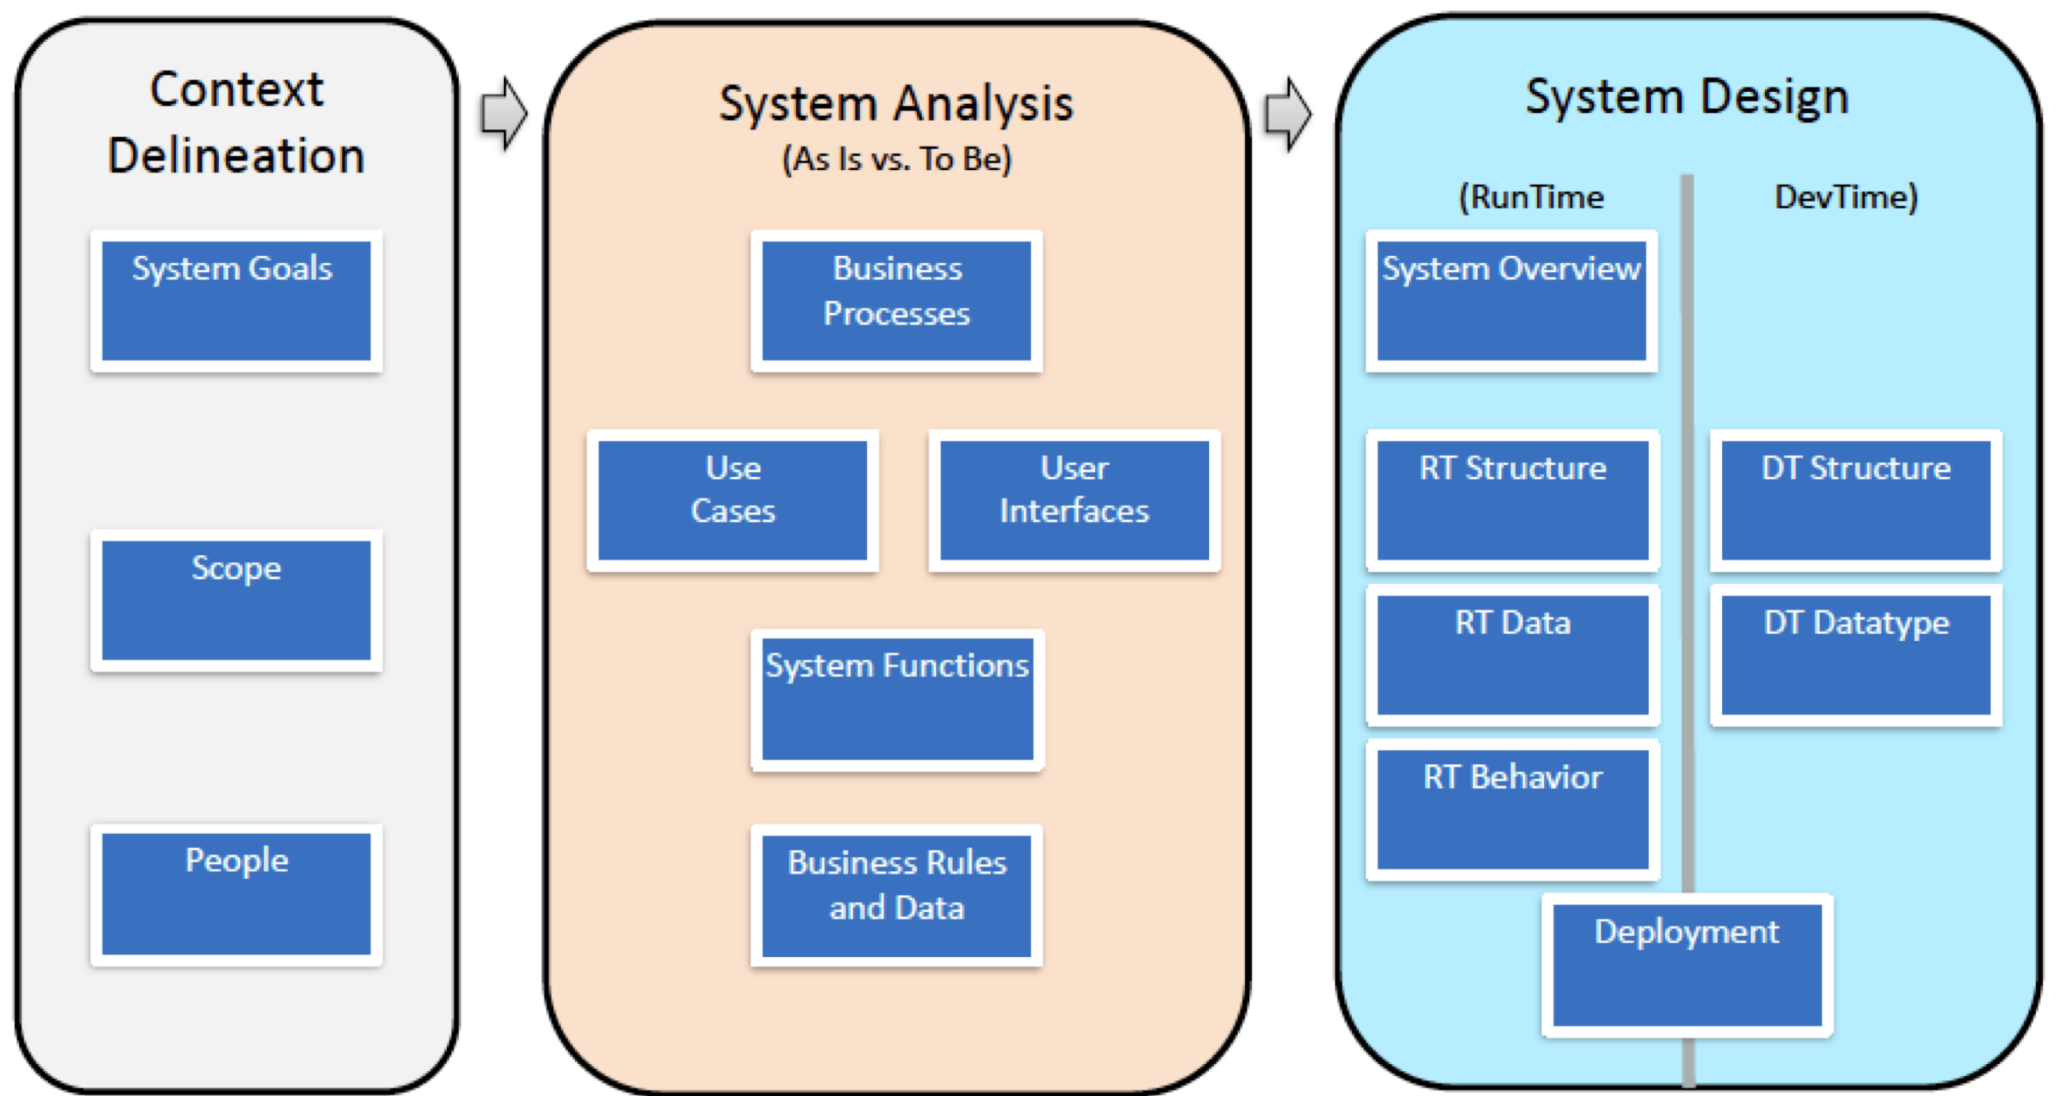 Context
Delineation
System Goals
Scope
People
System Analysis
(As Is vs. To Be)
Business
Processes
Use
Cases
User
Interfaces
System Functions
Business Rules
and Data
System Design
(RunTime
DevTime)
System Overview
RT Structure
DT Structure
RT Data
DT Datatype
RT Behavior
Deployment